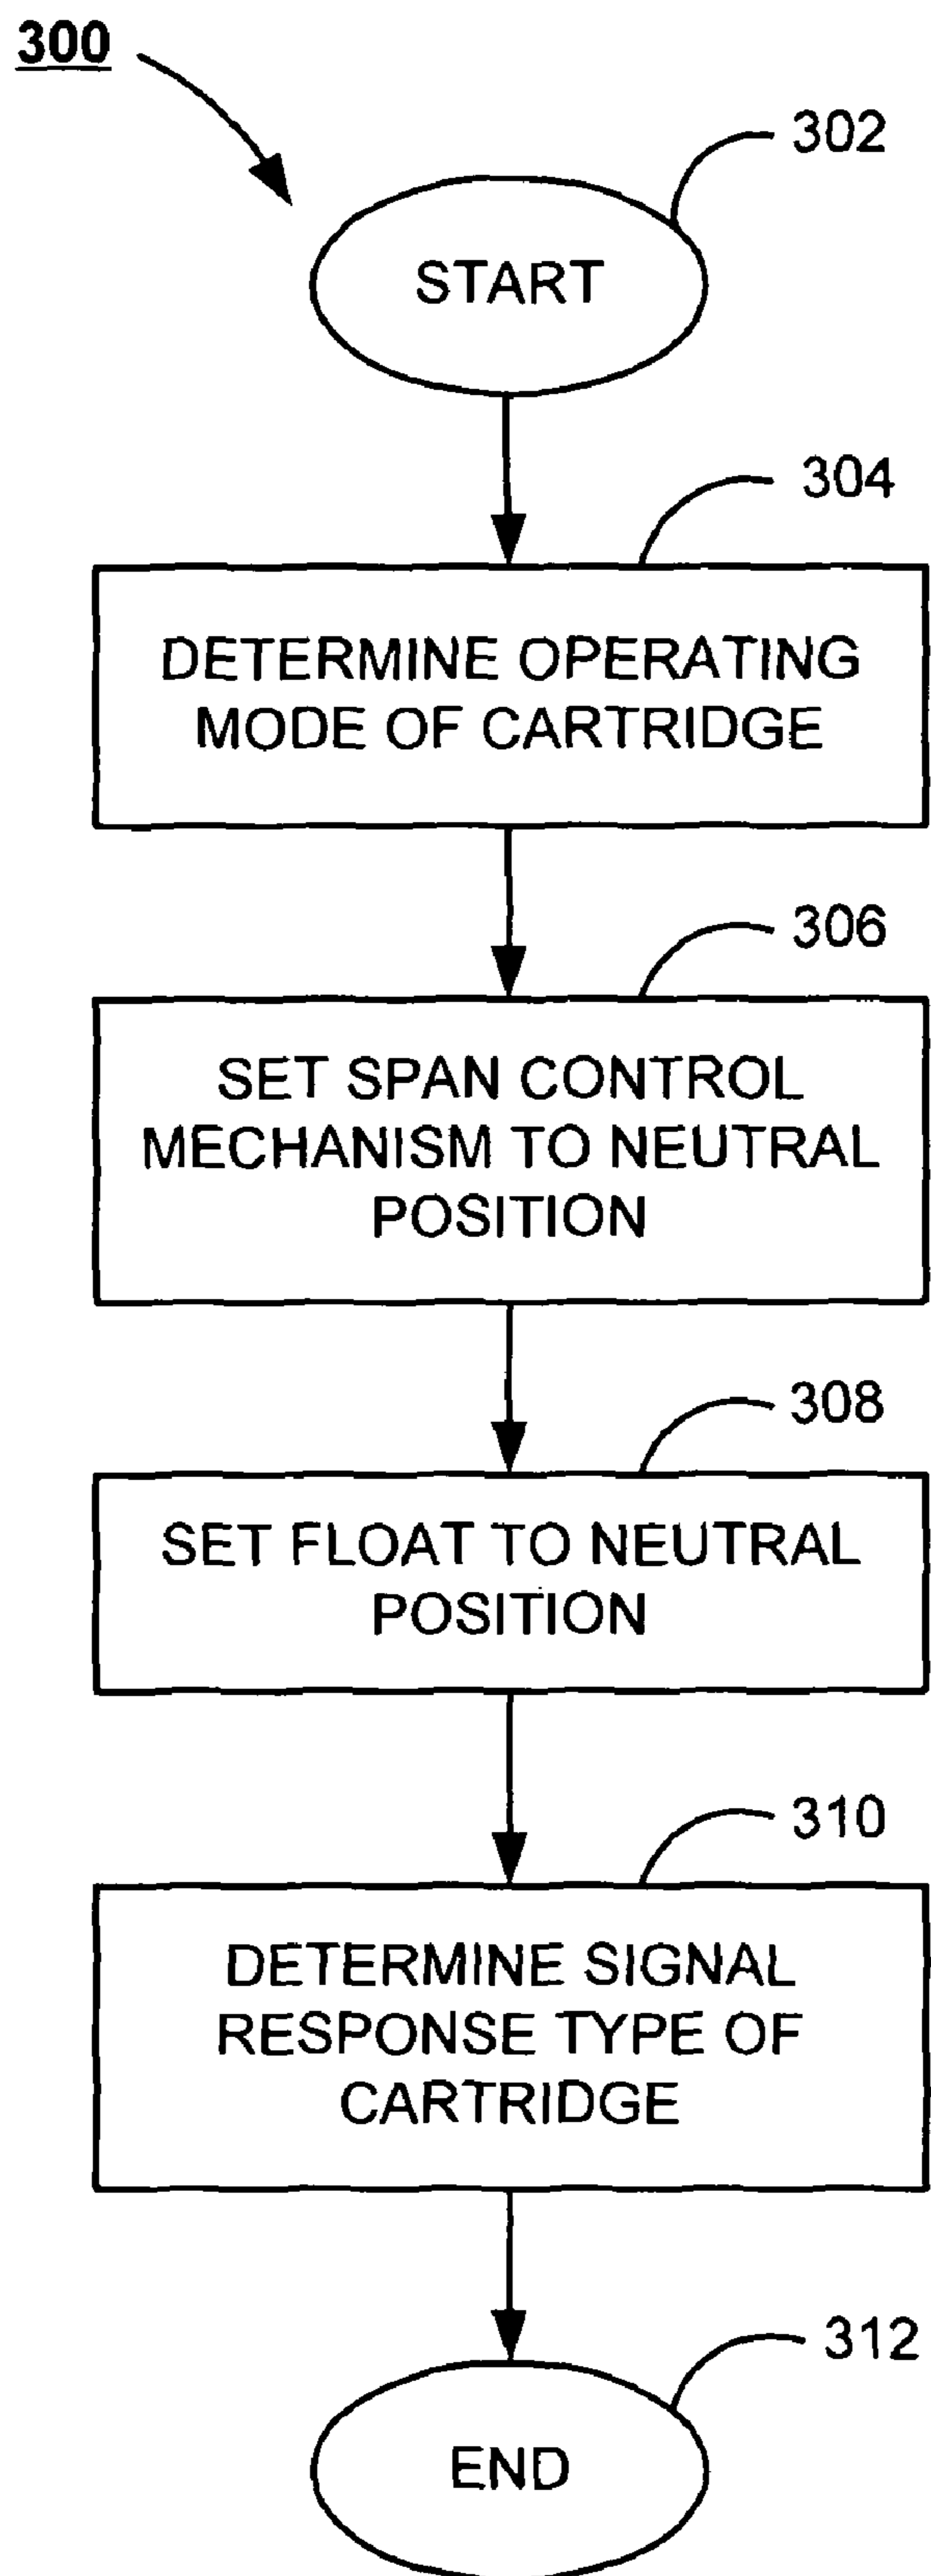 300
302
START
304
DETERMINE OPERATING
MODE OF CARTRIDGE
306
SET SPAN CONTROL
MECHANISM TO NEUTRAL
POSITION
308
SET FLOAT TO NEUTRAL
POSITION
310
DETERMINE SIGNAL
RESPONSE TYPE OF
CARTRIDGE
312
END